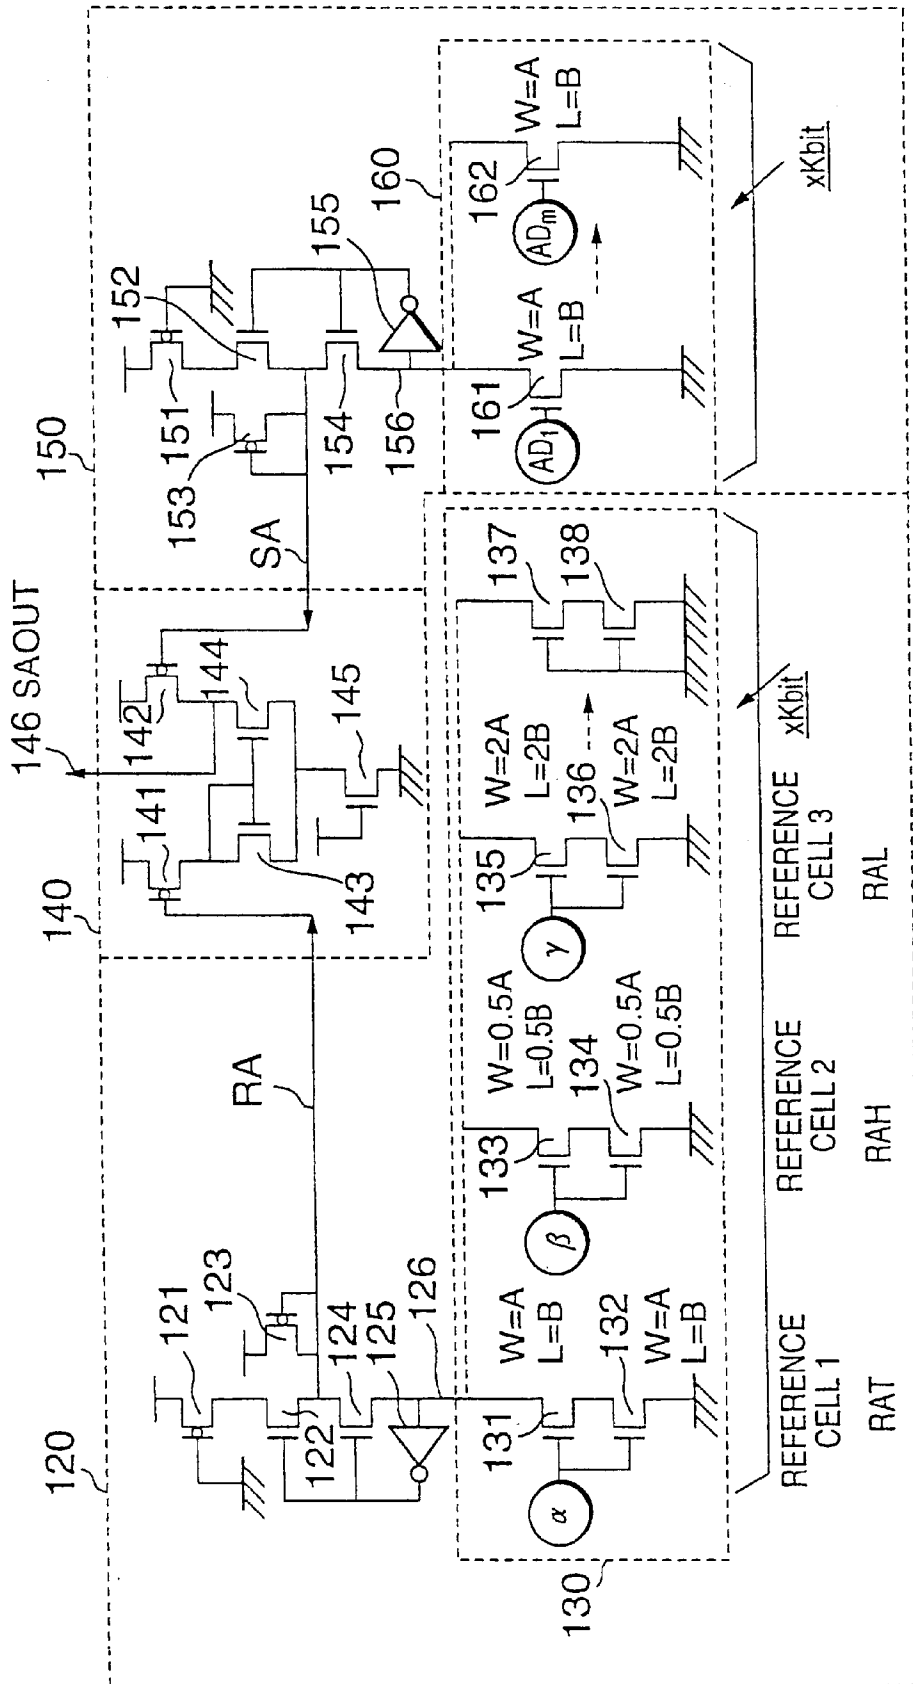 146 SAOUT
120
140
150
121
123
122
124
125
126
RA
141
142
143
144
145
SA
151
152
153
154
155
156
160
α
131
132
W=A
L=B
W=A
L=B
β
133
134
W=0.5A
L=0.5B
W=0.5A
L=0.5B
γ
135
136
W=2A
L=2B
W=2A
L=2B
137
138
AD1
161
W=A
L=B
ADm
162
W=A
L=B
130
xKbit
xKbit
REFERENCE
CELL 1
RAT
REFERENCE
CELL 2
RAH
REFERENCE
CELL 3
RAL